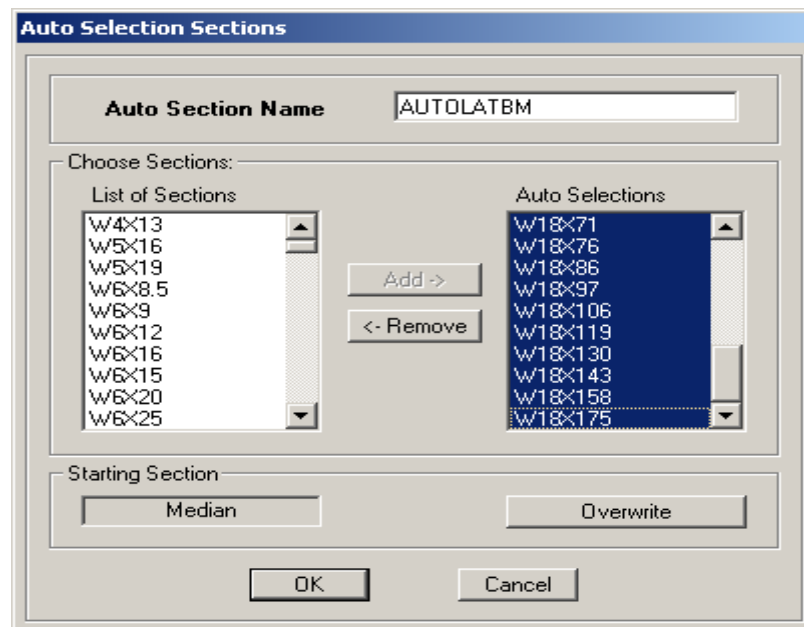 Auto Selection Sections
Auto Section Name
AUTOLATBM
Choose Sections:
List of Sections
W4X13
W5X16
W5X19
W6X8.5
W6X9
W6X12
W6X16
W6X15
W6X20
W6X25
Add ->
<- Remove
Auto Selections
W18X71
W18X76
W18X86
W18X97
W18X106
W18X119
W18X130
W18X143
W18X158
W18X175
Starting Section
Median
Overwrite
OK
Cancel